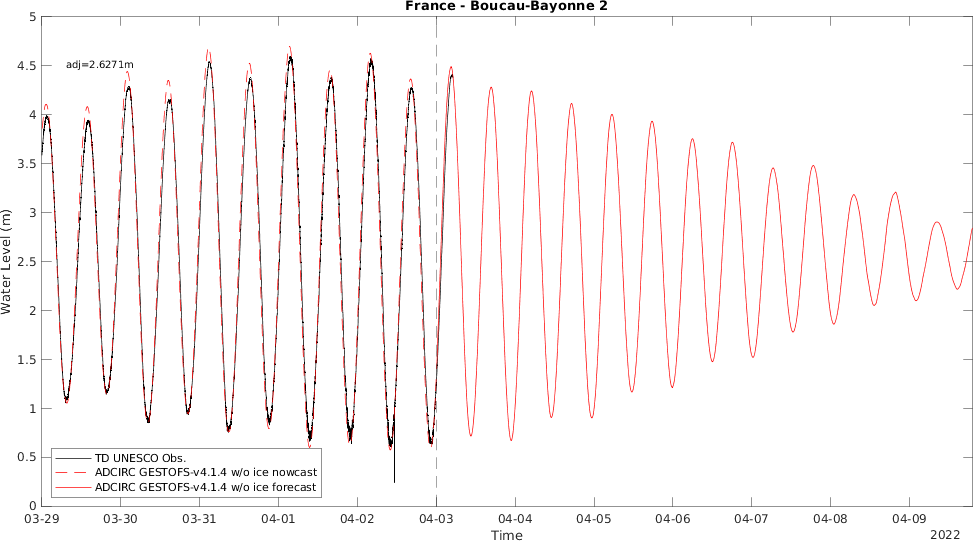 France - Boucau-Bayonne 2
adj=2.6271m
Water Level (m)
5
4.5
4
3.5
3
2.5
2
1.5
1
0.5
0
TD UNESCO Obs.
ADCIRC GESTOFS-v4.1.4 w/o ice nowcast
ADCIRC GESTOFS-v4.1.4 w/o ice forecast
03-29 03-30 03-31 04-01 04-02 04-03 04-04 04-05 04-06 04-07 04-08 04-09
Time
2022